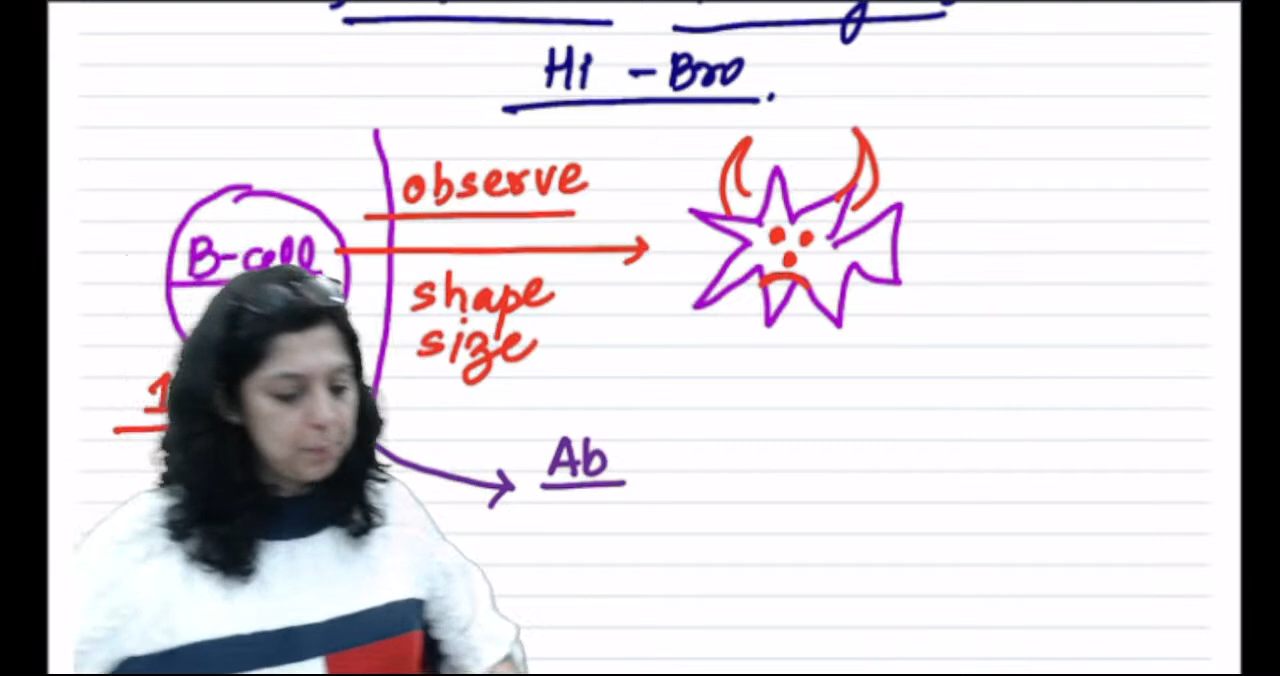 Hi - Bro.
observe
B-cell
shape
size
Ab